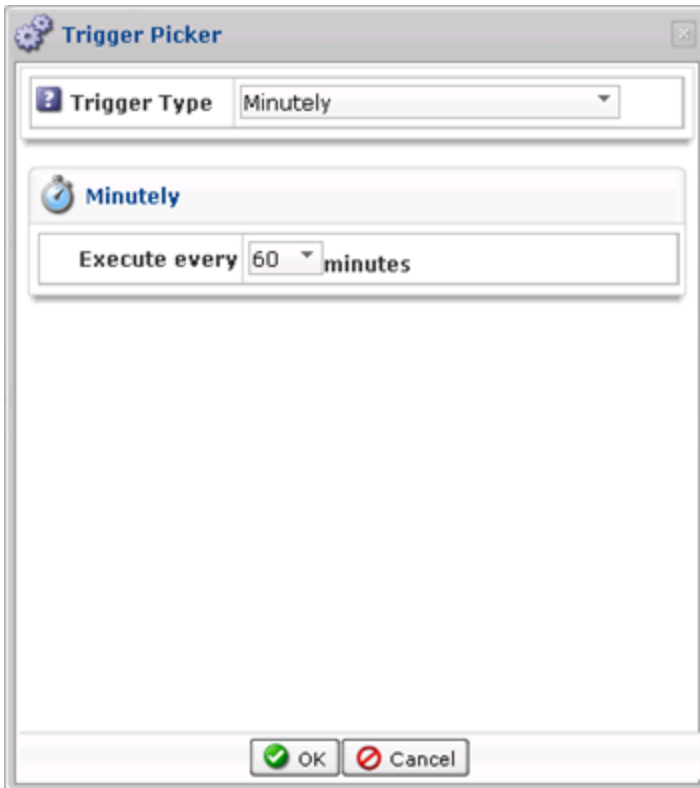 Trigger Picker
Trigger Type Minutely
Minutely
Execute every 60 minutes
OK Cancel